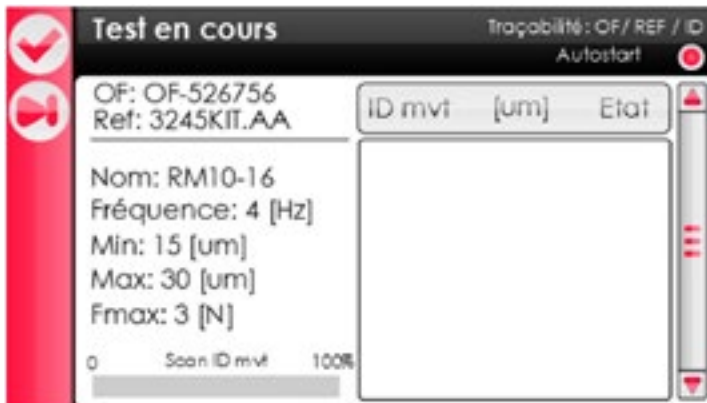 Test en cours
Traçabilité: OF/ REF / ID
Autostart
OF: OF-526756
Ref: 3245KIT.AA
ID mvt [um] Etat
Nom: RM10-16
Fréquence: 4 [Hz]
Min: 15 [um]
Max: 30 [um]
Fmax: 3 [N]
0 Scan ID mvt 100%